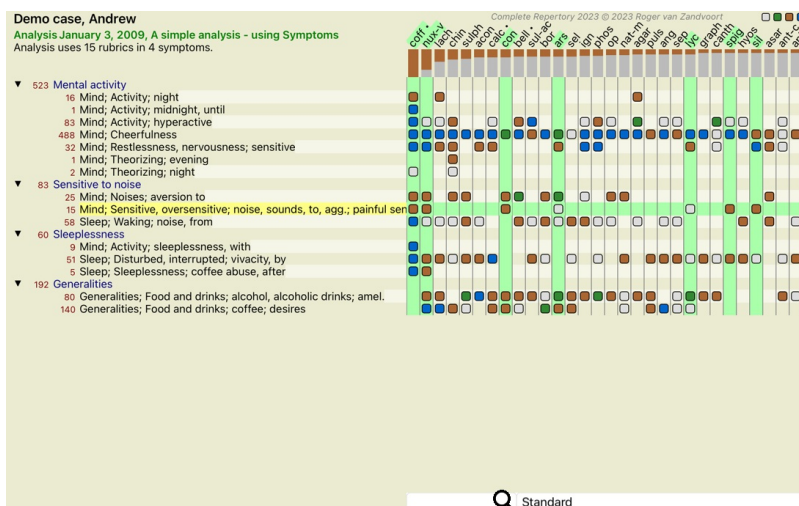 Demo case, Andrew
Complete Repertory 2023 © 2023 Roger van Zandvoort
Analysis January 3, 2009, A simple analysis - using Symptoms
Analysis uses 15 rubrics in 4 symptoms.
coff · nux-v lach chin sulph acon calc · con bell · sul-ac bor ars sel ign phos op nat-m agar puls ang sep lyc graph canth spig hyos sil asar ant-c
▼ 523 Mental activity
16 Mind; Activity; night
1 Mind; Activity; midnight, until
83 Mind; Activity; hyperactive
488 Mind; Cheerfulness
32 Mind; Restlessness, nervousness; sensitive
1 Mind; Theorizing; evening
2 Mind; Theorizing; night
▼ 83 Sensitive to noise
25 Mind; Noises; aversion to
15 Mind; Sensitive, oversensitive; noise, sounds, to, agg.; painful sen
58 Sleep; Waking; noise, from
▼ 60 Sleeplessness
9 Mind; Activity; sleeplessness, with
51 Sleep; Disturbed, interrupted; vivacity, by
5 Sleep; Sleeplessness; coffee abuse, after
▼ 192 Generalities
80 Generalities; Food and drinks; alcohol, alcoholic drinks; amel.
140 Generalities; Food and drinks; coffee; desires
Standard